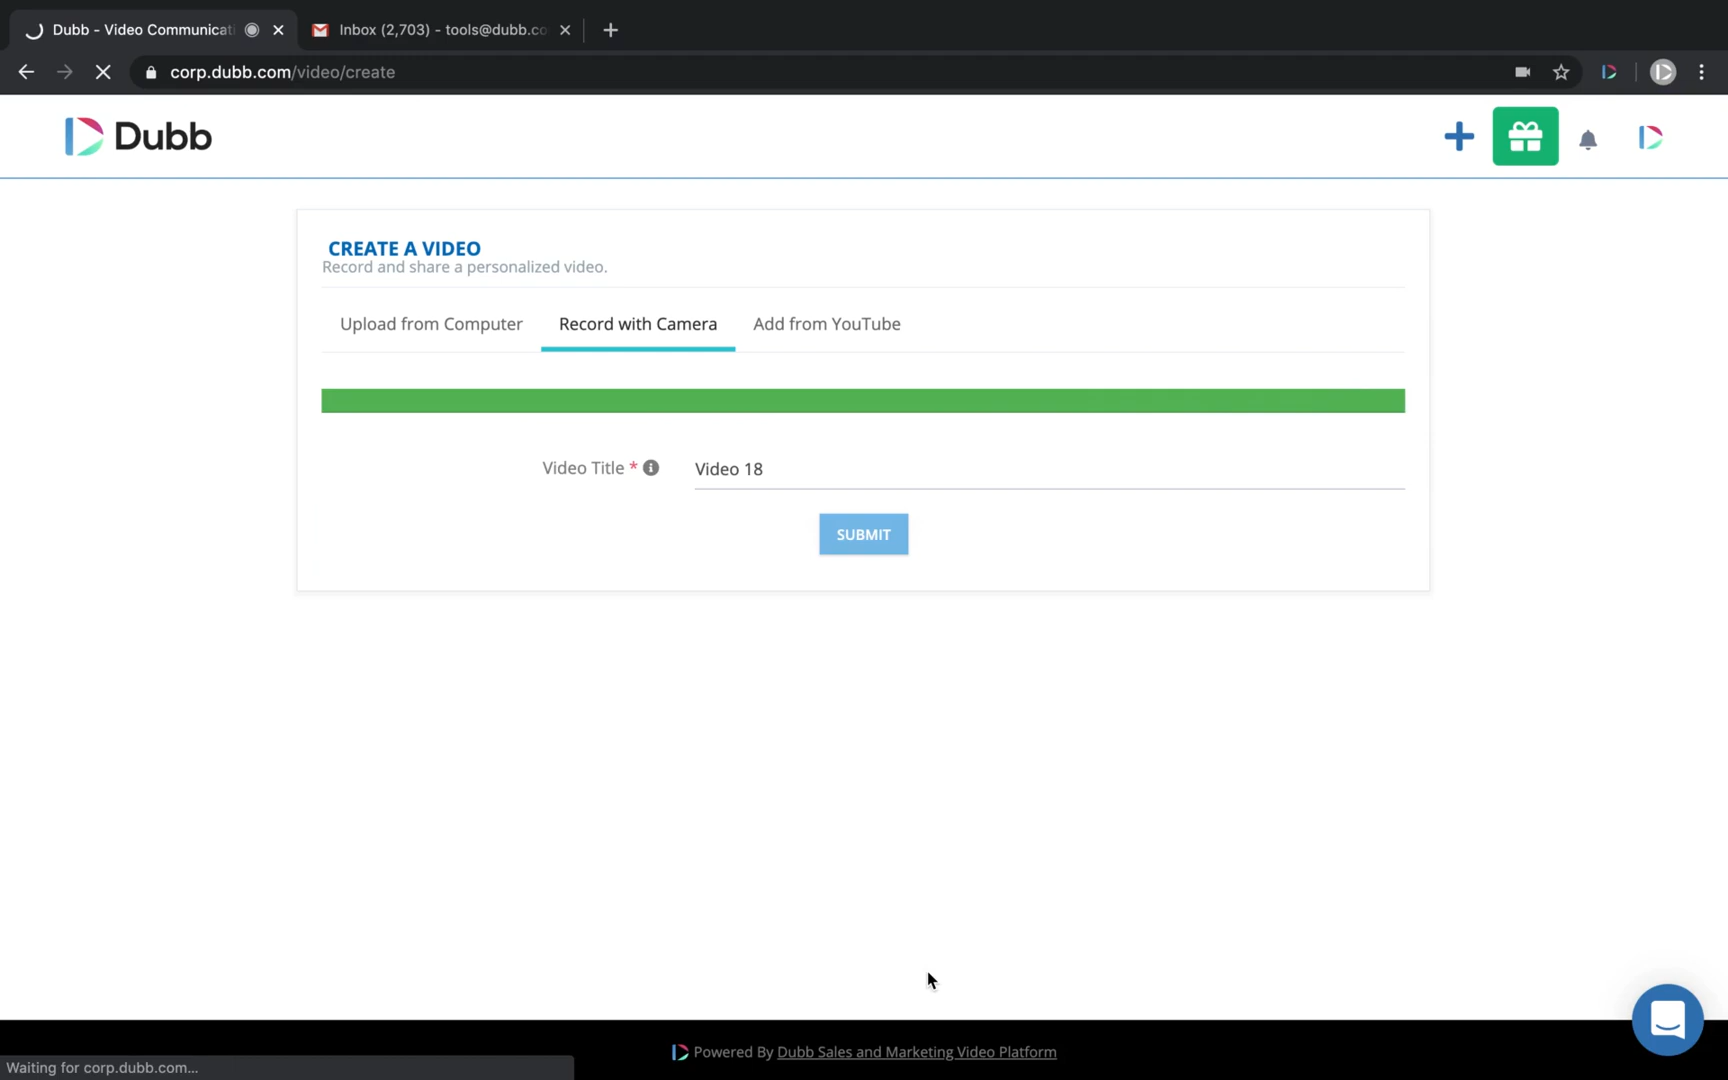 Dubb - Video Communicati
Inbox (2,703) - tools@dubb.co
corp.dubb.com/video/create
Dubb
CREATE A VIDEO
Record and share a personalized video.
Upload from Computer
Record with Camera
Add from YouTube
Video Title *
Video 18
SUBMIT
Powered By Dubb Sales and Marketing Video Platform
Waiting for corp.dubb.com...